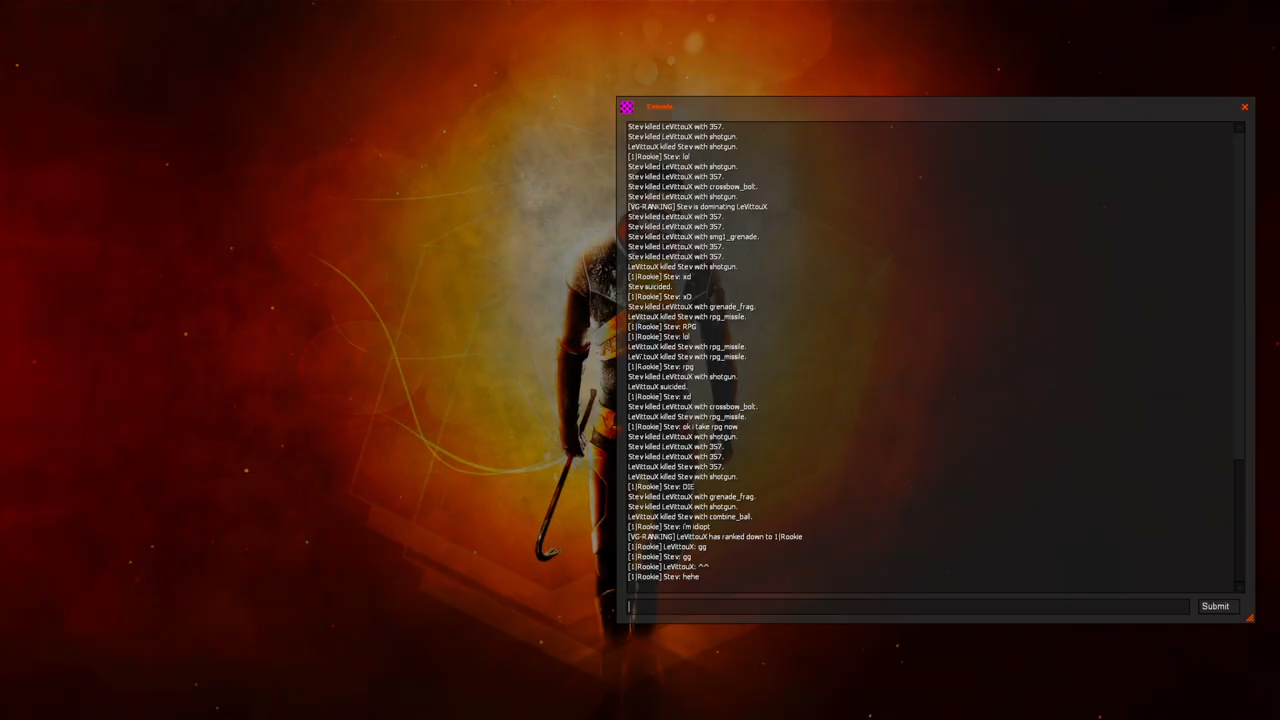 Console
Stev killed LeVittouX with 357.
Stev killed LeVittouX with shotgun.
LeVittouX killed Stev with shotgun.
[1|Rookie] Stev: lol
Stev killed LeVittouX with shotgun.
Stev killed LeVittouX with 357.
Stev killed LeVittouX with crossbow_bolt.
Stev killed LeVittouX with shotgun.
[VG-RANKING] Stev is dominating LeVittouX
Stev killed LeVittouX with 357.
Stev killed LeVittouX with 357.
Stev killed LeVittouX with smg1_grenade.
Stev killed LeVittouX with 357.
Stev killed LeVittouX with 357.
LeVittouX killed Stev with shotgun.
[1|Rookie] Stev: xd
Stev suicided.
[1|Rookie] Stev: xD
Stev killed LeVittouX with grenade_frag.
LeVittouX killed Stev with rpg_missile.
[1|Rookie] Stev: RPG
[1|Rookie] Stev: lol
LeVittouX killed Stev with rpg_missile.
LeVittouX killed Stev with rpg_missile.
[1|Rookie] Stev: rpg
Stev killed LeVittouX with shotgun.
LeVittouX suicided.
[1|Rookie] Stev: xd
Stev killed LeVittouX with crossbow_bolt.
LeVittouX killed Stev with rpg_missile.
[1|Rookie] Stev: ok i take rpg now
Stev killed LeVittouX with shotgun.
Stev killed LeVittouX with 357.
Stev killed LeVittouX with 357.
LeVittouX killed Stev with 357.
LeVittouX killed Stev with shotgun.
[1|Rookie] Stev: DIE
Stev killed LeVittouX with grenade_frag.
Stev killed LeVittouX with shotgun.
LeVittouX killed Stev with combine_ball.
[1|Rookie] Stev: i'm idiopt
[VG-RANKING] LeVittouX has ranked down to 1|Rookie
[1|Rookie] LeVittouX: gg
[1|Rookie] Stev: gg
[1|Rookie] LeVittouX: ^^
[1|Rookie] Stev: hehe
Submit